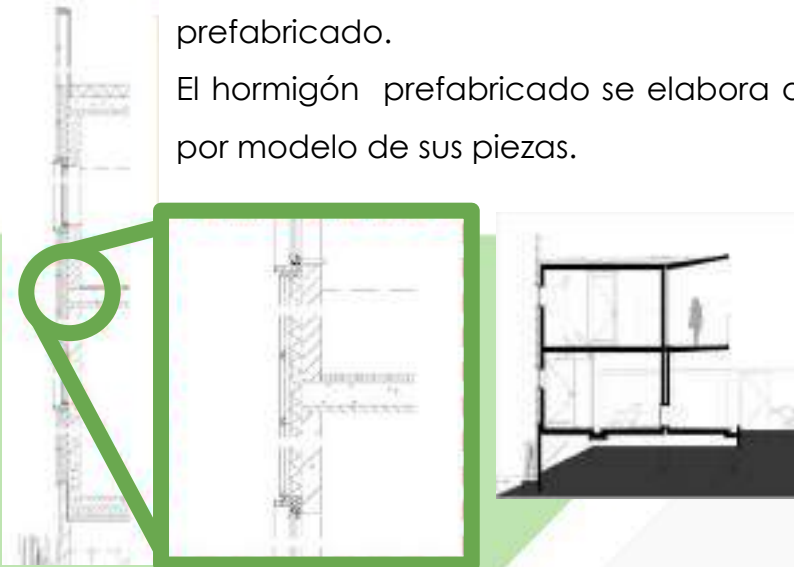 prefabricado.
El hormigón prefabricado se elabora
por modelo de sus piezas.